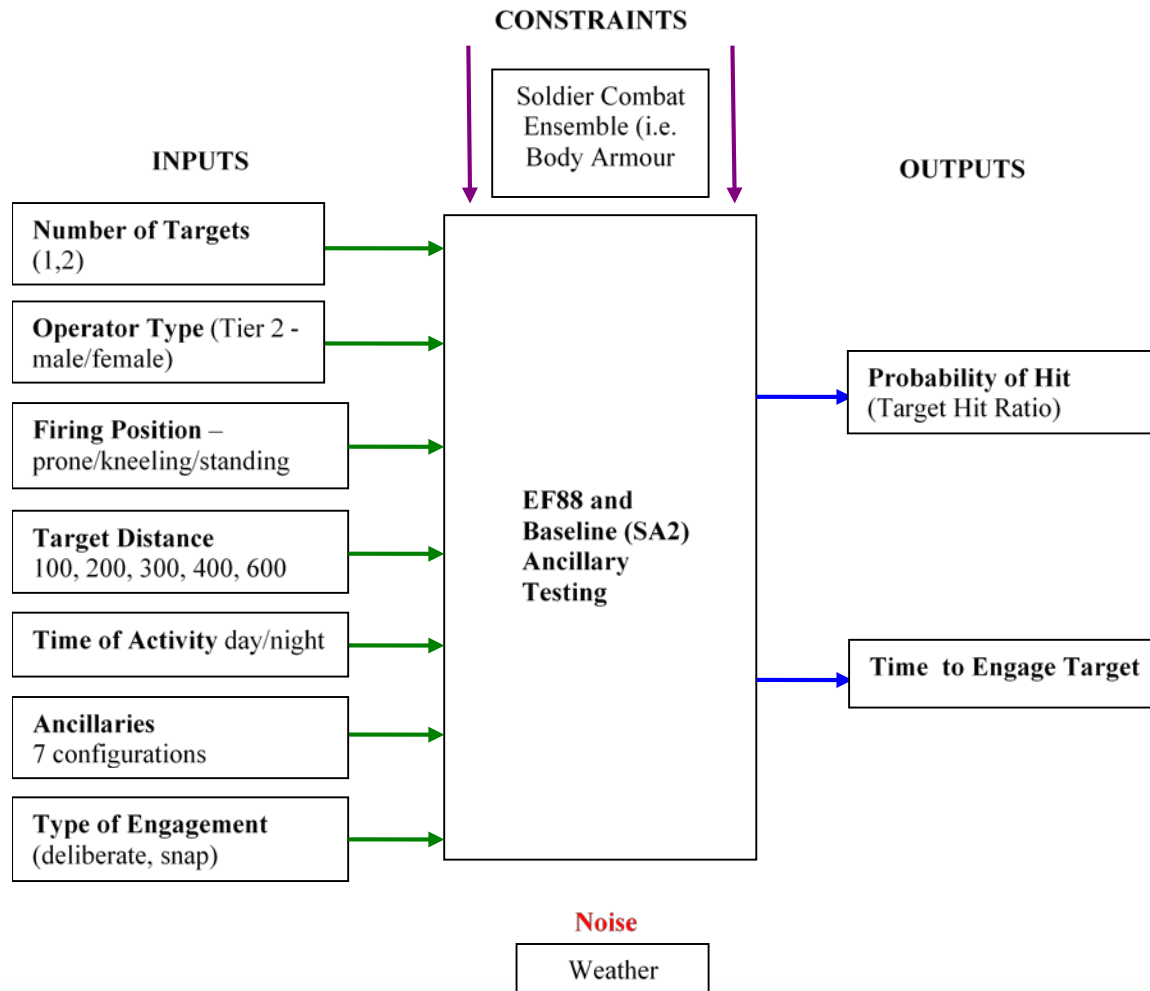 CONSTRAINTS
Soldier Combat
Ensemble (i.e.
Body Armour
INPUTS
OUTPUTS
Number of Targets
(1,2)
Operator Type (Tier 2 -
male/female)
Firing Position –
prone/kneeling/standing
Target Distance
100, 200, 300, 400, 600
Time of Activity day/night
Ancillaries
7 configurations
Type of Engagement
(deliberate, snap)
EF88 and
Baseline (SA2)
Ancillary
Testing
Probability of Hit
(Target Hit Ratio)
Time to Engage Target
Noise
Weather